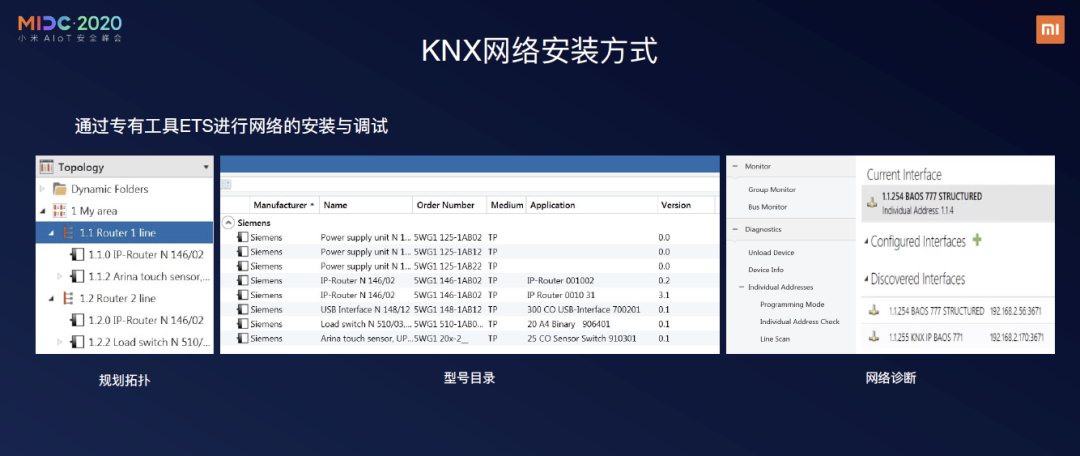 MIDC·2020
小米AIoT安全峰会
mi
KNX网络安装方式
通过专有工具ETS进行网络的安装与调试
Topology
Dynamic Folders
1 My area
1.1 Router 1 line
1.1.0 IP-Router N 146/02
1.1.2 Arina touch sensor,...
1.2 Router 2 line
1.2.0 IP-Router N 146/02
1.2.2 Load switch N 510/...
规划拓扑
Manufacturer Name Order Number Medium Application Version
Siemens
Siemens Power supply unit N 1... 5WG1 125-1AB02 TP 0.0
Siemens Power supply unit N 1... 5WG1 125-1AB12 TP 0.0
Siemens Power supply unit N 1... 5WG1 125-1AB22 TP 0.0
Siemens IP-Router N 146/02 5WG1 146-1AB02 TP IP-Router 001002 0.2
Siemens IP-Router N 146/02 5WG1 146-1AB02 TP IP Router 0010 31 3.1
Siemens USB Interface N 148/12 5WG1 148-1AB12 TP 300 CO USB-Interface 700201 0.1
Siemens Load switch N 510/03,... 5WG1 510-1AB0... TP 20 A4 Binary 906401 0.1
Siemens Arina touch sensor, UP... 5WG1 20x-2__ TP 25 CO Sensor Switch 910301 0.1
型号目录
Monitor
Group Monitor
Bus Monitor
Diagnostics
Unload Device
Device Info
Individual Addresses
Programming Mode
Individual Address Check
Line Scan
Current Interface
1.1.254 BAOS 777 STRUCTURED
Individual Address: 1.1.4
Configured Interfaces
Discovered Interfaces
1.1.254 BAOS 777 STRUCTURED 192.168.2.56:3671
1.1.255 KNX IP BAOS 771 192.168.2.170:3671
网络诊断